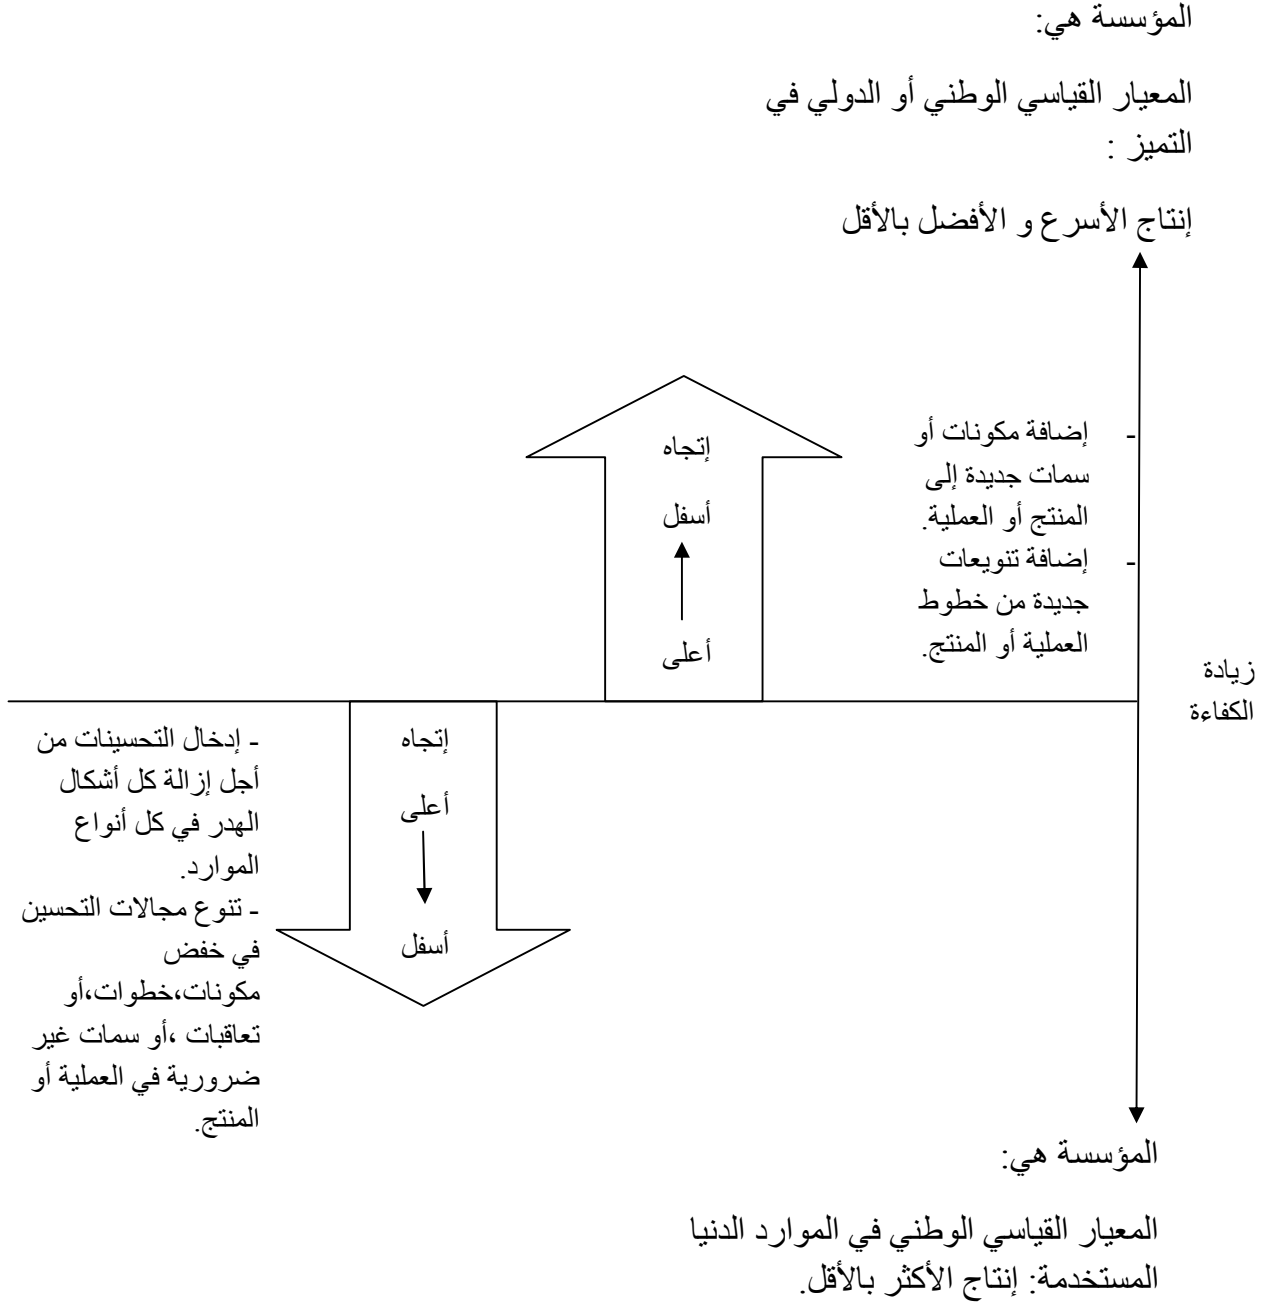 المؤسسة هي:
المعيار القياسي الوطني أو الدولي في
التميز :
إنتاج الأسرع و الأفضل بالأقل
- إضافة مكونات أو
سمات جديدة إلى
المنتج أو العملية.
- إضافة تنويعات
جديدة من خطوط
العملية أو المنتج.
إتجاه
أسفل
أعلى
زيادة
الكفاءة
إتجاه
أعلى
أسفل
- إدخال التحسينات من
أجل إزالة كل أشكال
الهدر في كل أنواع
الموارد.
- تنوع مجالات التحسين
في خفض
مكونات،خطوات،أو
تعاقبات ،أو سمات غير
ضرورية في العملية أو
المنتج.
المؤسسة هي:
المعيار القياسي الوطني في الموارد الدنيا
المستخدمة: إنتاج الأكثر بالأقل.